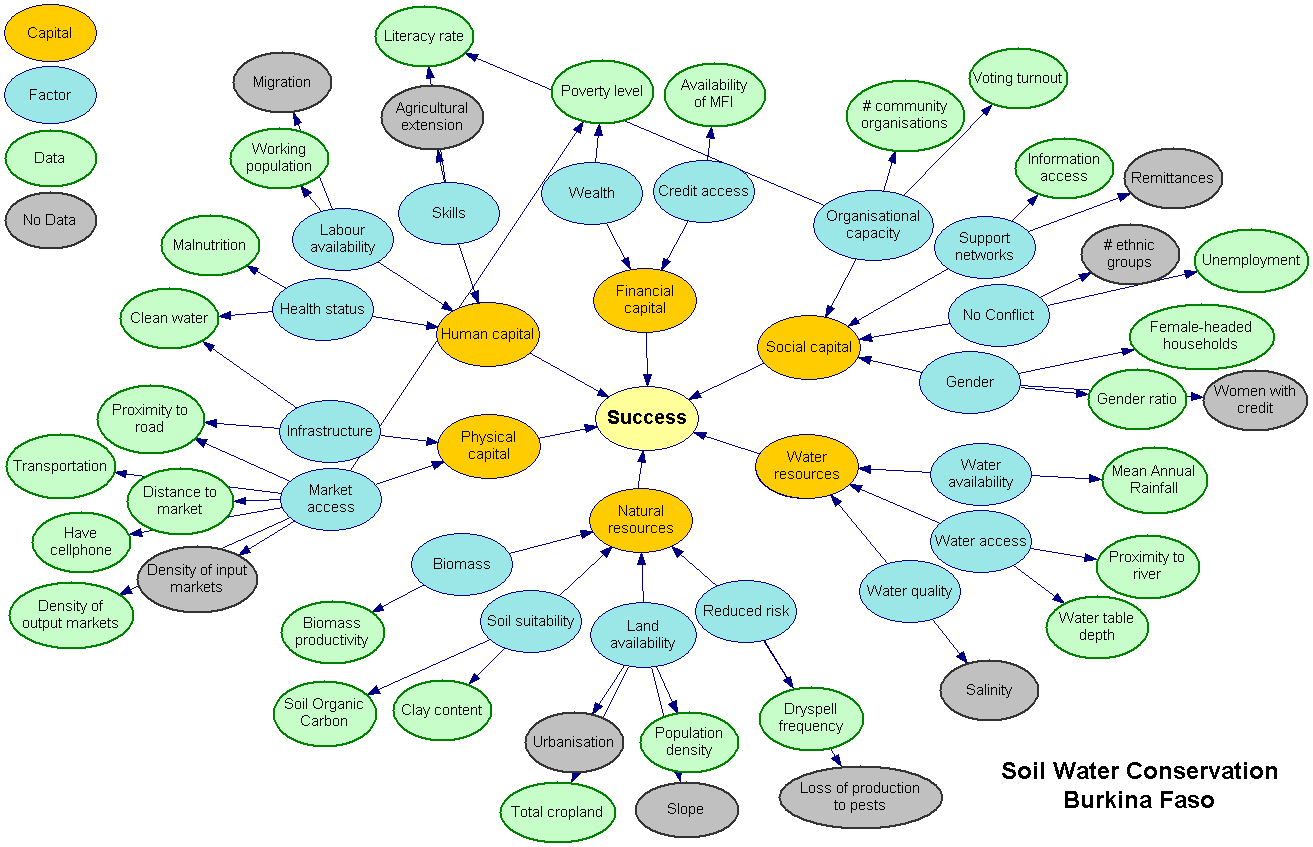 Capital
Factor
Data
No Data
Literacy rate
Migration
Agricultural
extension
Poverty level
Availability
of MFI
# community
organisations
Voting turnout
Working
population
Information
access
Remittances
Labour
availability
Skills
Wealth
Credit access
Organisational
capacity
Support
networks
# ethnic
groups
Unemployment
Malnutrition
Clean water
Health status
Human capital
Financial
capital
Social capital
No Conflict
Female-headed
households
Gender
Gender ratio
Women with
credit
Success
Proximity to
road
Infrastructure
Physical
capital
Water
resources
Water
availability
Mean Annual
Rainfall
Transportation
Distance to
market
Market
access
Have
cellphone
Density of input
markets
Density of
output markets
Natural
resources
Water access
Proximity to
river
Biomass
Water quality
Water table
depth
Biomass
productivity
Soil suitability
Land
availability
Reduced risk
Salinity
Soil Organic
Carbon
Clay content
Urbanisation
Population
density
Dryspell
frequency
Total cropland
Slope
Loss of production
to pests
Soil Water Conservation
Burkina Faso